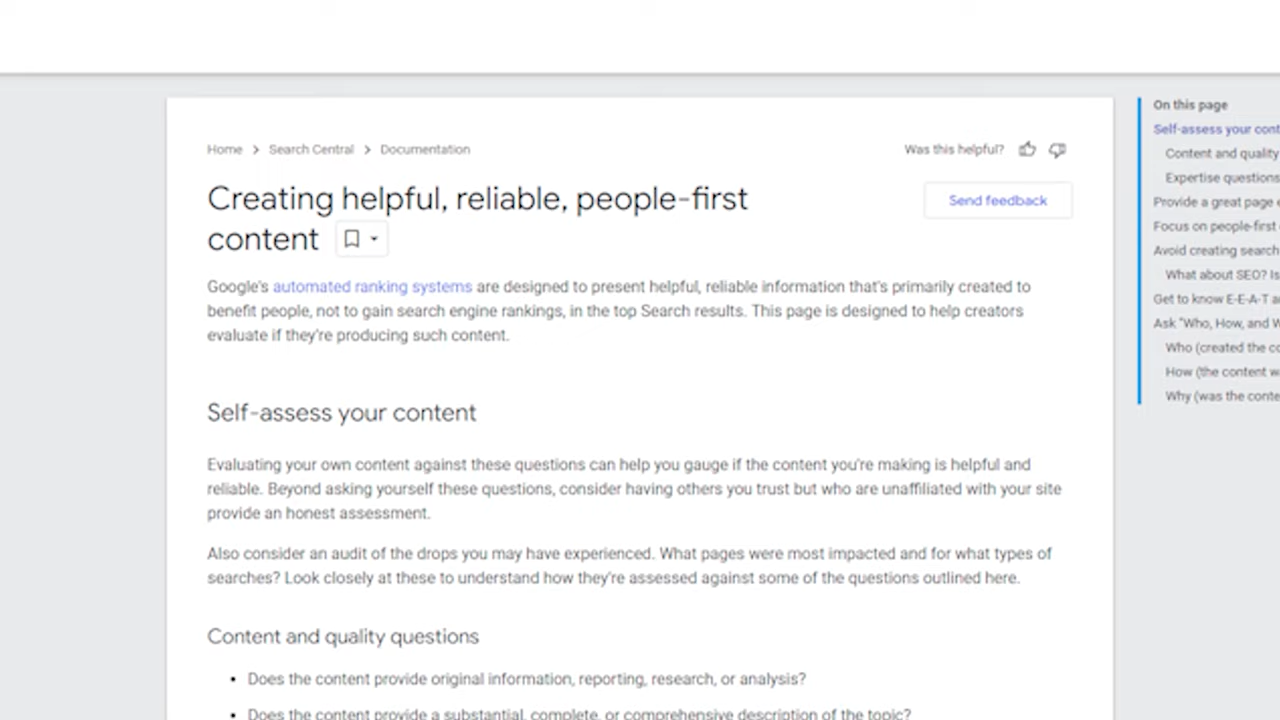 Home > Search Central > Documentation
Was this helpful?
Creating helpful, reliable, people-first
content
Send feedback
Google's automated ranking systems are designed to present helpful, reliable information that's primarily created to
benefit people, not to gain search engine rankings, in the top Search results. This page is designed to help creators
evaluate if they're producing such content.
Self-assess your content
Evaluating your own content against these questions can help you gauge if the content you're making is helpful and
reliable. Beyond asking yourself these questions, consider having others you trust but who are unaffiliated with your site
provide an honest assessment.
Also consider an audit of the drops you may have experienced. What pages were most impacted and for what types of
searches? Look closely at these to understand how they're assessed against some of the questions outlined here.
Content and quality questions
• Does the content provide original information, reporting, research, or analysis?
• Does the content provide a substantial, complete, or comprehensive description of the topic?
On this page
Self-assess your cont
Content and quality
Expertise questions
Provide a great page
Focus on people-first
Avoid creating search
What about SEO? Is
Get to know E-E-A-T
Ask "Who, How, and W
Who (created the co
How (the content w
Why (was the conte